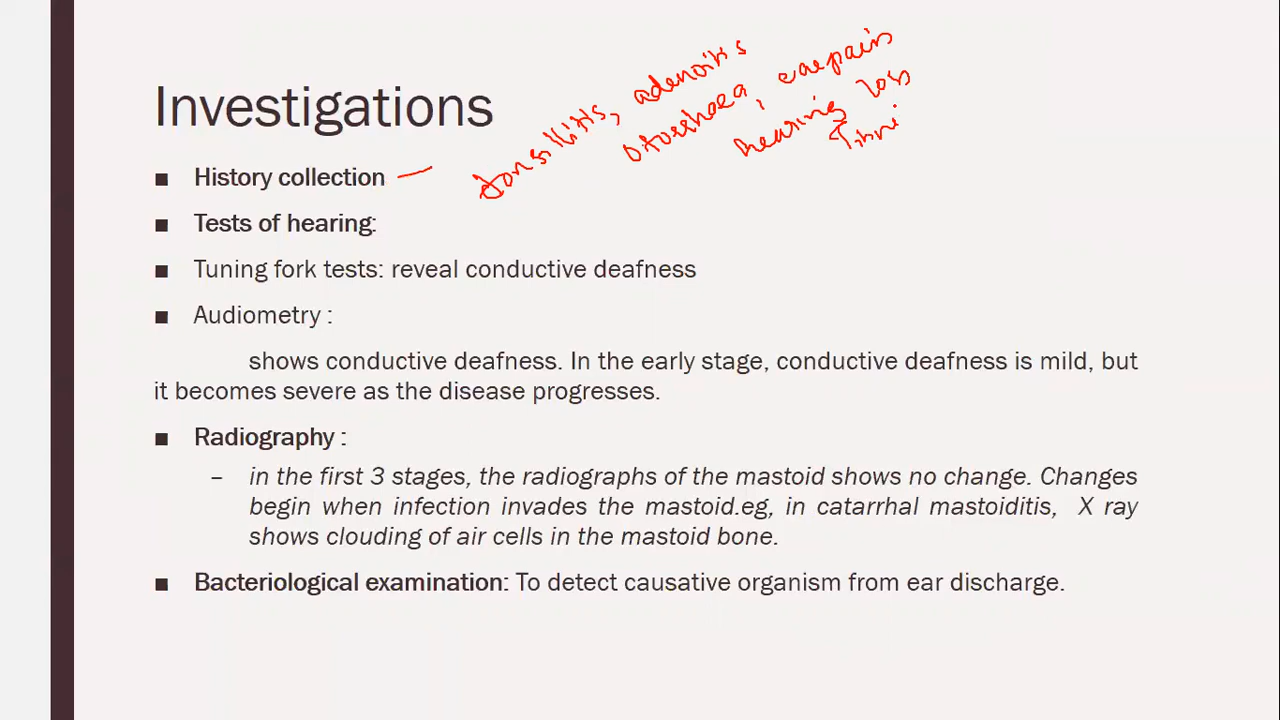 Investigations
tonsilitis, adenoitis
otorrhoea, earpain
hearing loss
Tinni
■ History collection —
■ Tests of hearing:
■ Tuning fork tests: reveal conductive deafness
■ Audiometry :
shows conductive deafness. In the early stage, conductive deafness is mild, but
it becomes severe as the disease progresses.
■ Radiography :
– in the first 3 stages, the radiographs of the mastoid shows no change. Changes
begin when infection invades the mastoid.eg, in catarrhal mastoiditis, X ray
shows clouding of air cells in the mastoid bone.
■ Bacteriological examination: To detect causative organism from ear discharge.